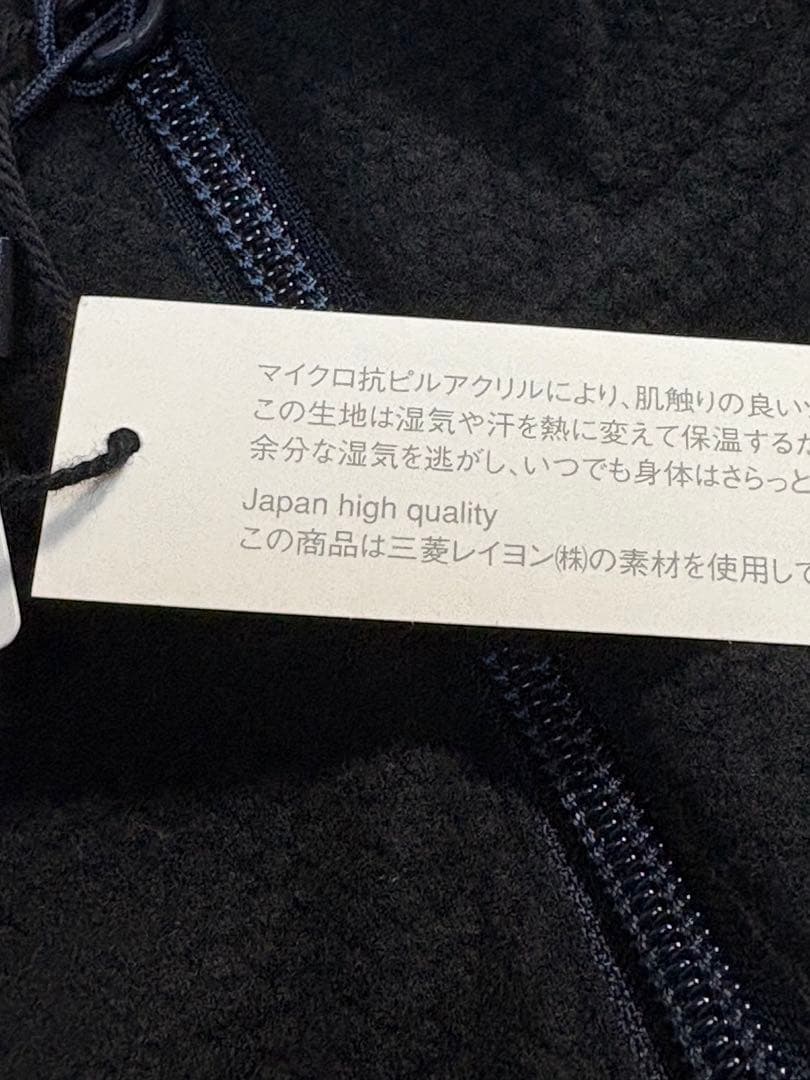 マイクロ抗ピルアクリルにより、肌触りの良い
この生地は湿気や汗を熱に変えて保温する
余分な湿気を逃がし、いつでも身体はさらっと
Japan high quality
この商品は三菱レイヨン㈱の素材を使用して